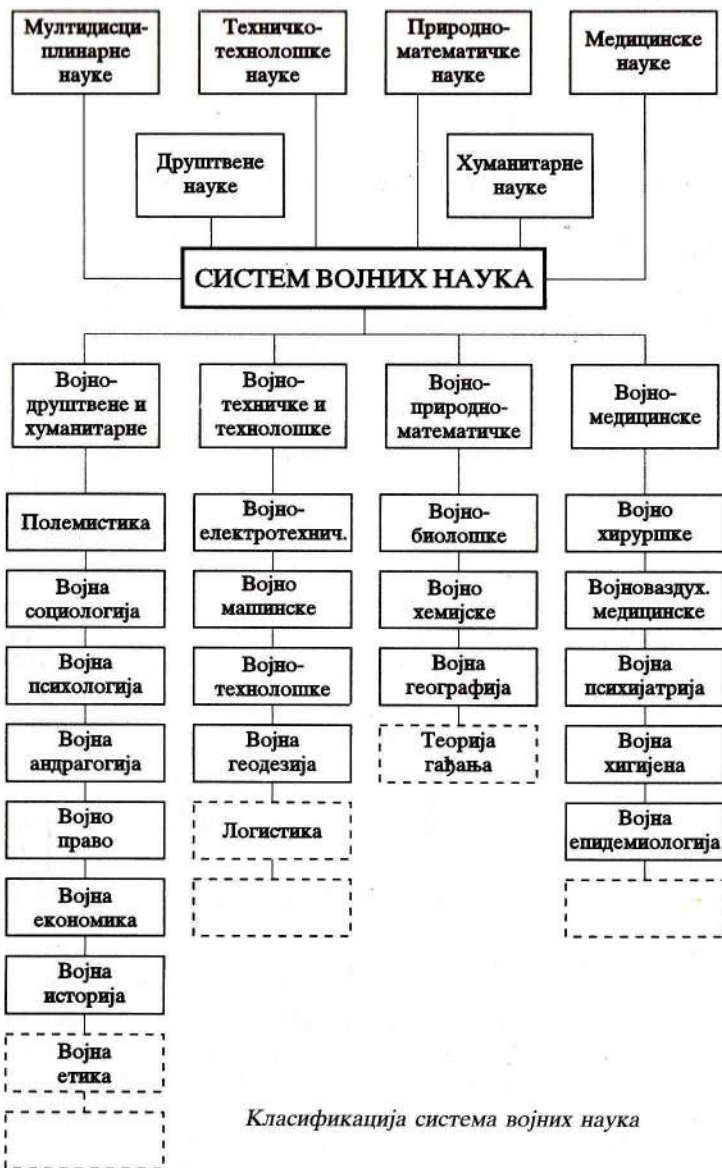 Мултидисци-
плинарне
науке
Техничко-
технолошке
науке
Природно-
математичке
науке
Медицинске
науке
Друштвене
науке
Хуманитарне
науке
СИСТЕМ ВОЈНИХ НАУКА
Војно-
друштвене и
хуманитарне
Војно-
техничке и
технолошке
Војно-
природно-
математичке
Војно-
медицинске
Полемистика
Војна
социологија
Војна
психологија
Војна
андрагогија
Војно
право
Војна
економика
Војна
историја
Војна
етика
Војно-
електротехнич.
Војно
машинске
Војно-
технолошке
Војна
геодезија
Логистика
Војно-
биолошке
Војно
хемијске
Војна
географија
Теорија
гађања
Војно
хируршке
Војноваздух.
медицинске
Војна
психијатрија
Војна
хигијена
Војна
епидемиологија
Класификација система војних наука